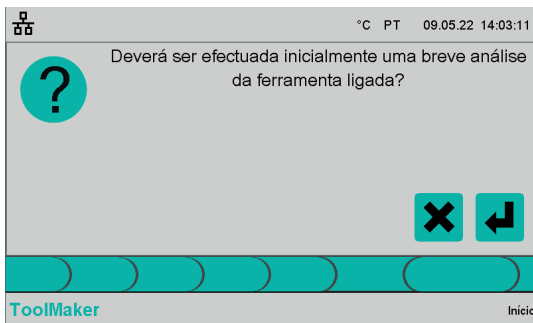 °C PT 09.05.22 14:03:11
Deverá ser efectuada inicialmente uma breve análise
da ferramenta ligada?
ToolMaker Início